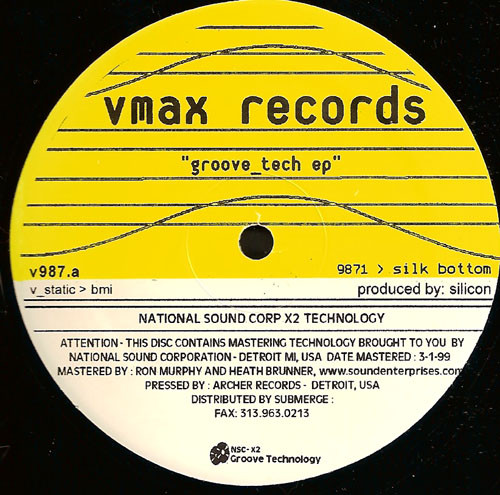 vmax records
"groove_tech ep"
v987.a
9871 > silk bottom
v_static > bmi
produced by: silicon
NATIONAL SOUND CORP X2 TECHNOLOGY
ATTENTION - THIS DISC CONTAINS MASTERING TECHNOLOGY BROUGHT TO YOU BY
NATIONAL SOUND CORPORATION - DETROIT MI, USA DATE MASTERED : 3-1-99
MASTERED BY : RON MURPHY AND HEATH BRUNNER, www.soundenterprises.com
PRESSED BY : ARCHER RECORDS - DETROIT, USA
DISTRIBUTED BY SUBMERGE :
FAX: 313.963.0213
NSC-X2
Groove Technology